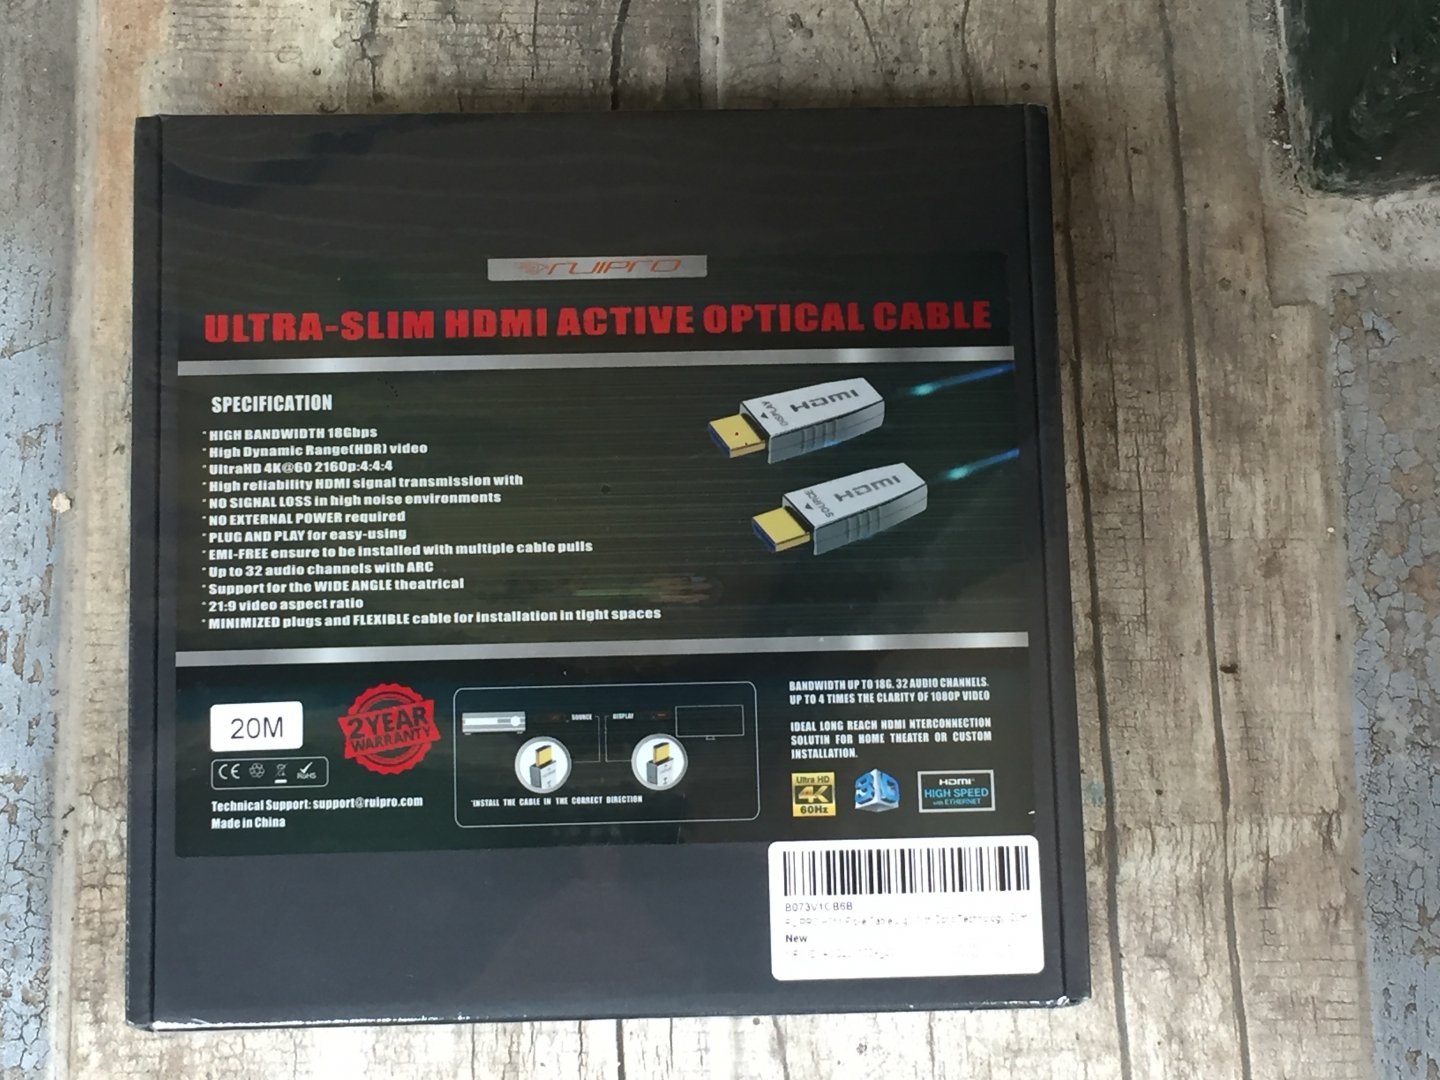 RUIPRO
ULTRA-SLIM HDMI ACTIVE OPTICAL CABLE
SPECIFICATION
* HIGH BANDWIDTH 18Gbps
* High Dynamic Range(HDR) video
* UltraHD 4K@60 2160p:4:4:4
* High reliability HDMI signal transmission with
* NO SIGNAL LOSS in high noise environments
* NO EXTERNAL POWER required
* PLUG AND PLAY for easy-using
* EMI-FREE ensure to be installed with multiple cable pulls
* Up to 32 audio channels with ARC
* Support for the WIDE ANGLE theatrical
* 21:9 video aspect ratio
* MINIMIZED plugs and FLEXIBLE cable for installation in tight spaces
DISPLAY
HDMI
SOURCE
HDMI
20M
2 YEAR
WARRANTY
CE
RoHS
Technical Support: support@ruipro.com
Made in China
SOURCE
DISPLAY
*INSTALL THE CABLE IN THE CORRECT DIRECTION
BANDWIDTH UP TO 18G. 32 AUDIO CHANNELS.
UP TO 4 TIMES THE CLARITY OF 1080P VIDEO
IDEAL LONG REACH HDMI NTERCONNECTION
SOLUTIN FOR HOME THEATER OR CUSTOM
INSTALLATION.
Ultra HD
4K
60Hz
3D
HDMI
HIGH SPEED
with ETHERNET
B073V1CB6B
New